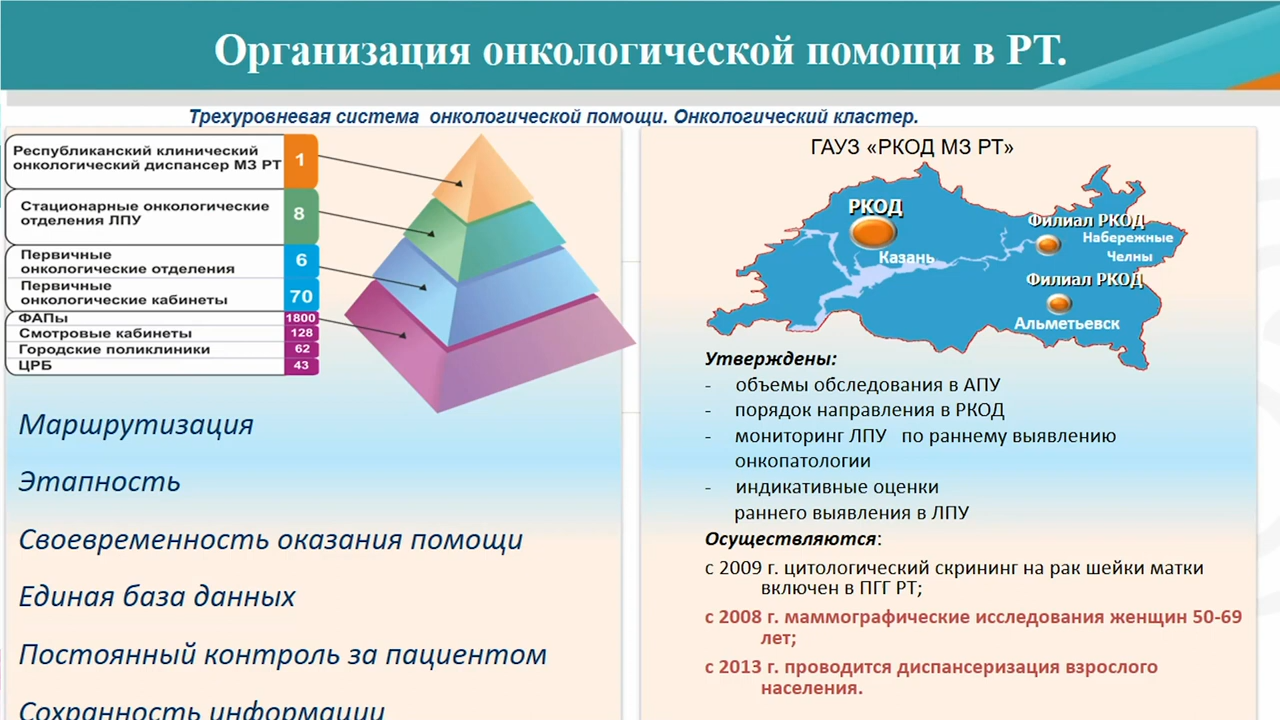 Организация онкологической помощи в РТ.
Трехуровневая система онкологической помощи. Онкологический кластер.
Республиканский клинический
онкологический диспансер МЗ РТ
1
Стационарные онкологические
отделения ЛПУ
8
Первичные
онкологические отделения
6
Первичные
онкологические кабинеты
70
ФАПы
1800
Смотровые кабинеты
128
Городские поликлиники
62
ЦРБ
43
Маршрутизация
Этапность
Своевременность оказания помощи
Единая база данных
Постоянный контроль за пациентом
Сохранность информации
ГАУЗ «РКОД МЗ РТ»
РКОД
Казань
Филиал РКОД
Набережные
Челны
Филиал РКОД
Альметьевск
Утверждены:
- объемы обследования в АПУ
- порядок направления в РКОД
- мониторинг ЛПУ по раннему выявлению
онкопатологии
- индикативные оценки
раннего выявления в ЛПУ
Осуществляются:
с 2009 г. цитологический скрининг на рак шейки матки
включен в ПГГ РТ;
с 2008 г. маммографические исследования женщин 50-69
лет;
с 2013 г. проводится диспансеризация взрослого
населения.